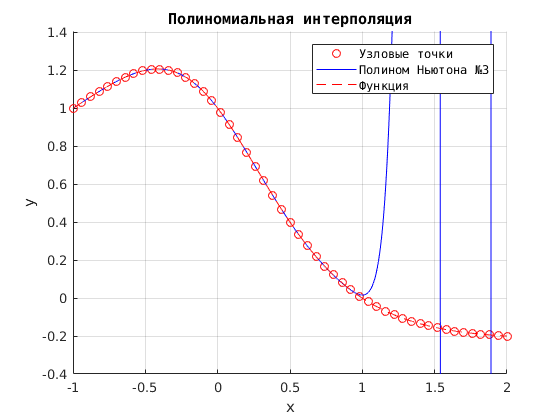 Полиномиальная интерполяция
Узловые точки
Полином Ньютона №3
Функция
1.4
1.2
1
0.8
0.6
0.4
0.2
0
-0.2
-0.4
y
-1 -0.5 0 0.5 1 1.5 2
x